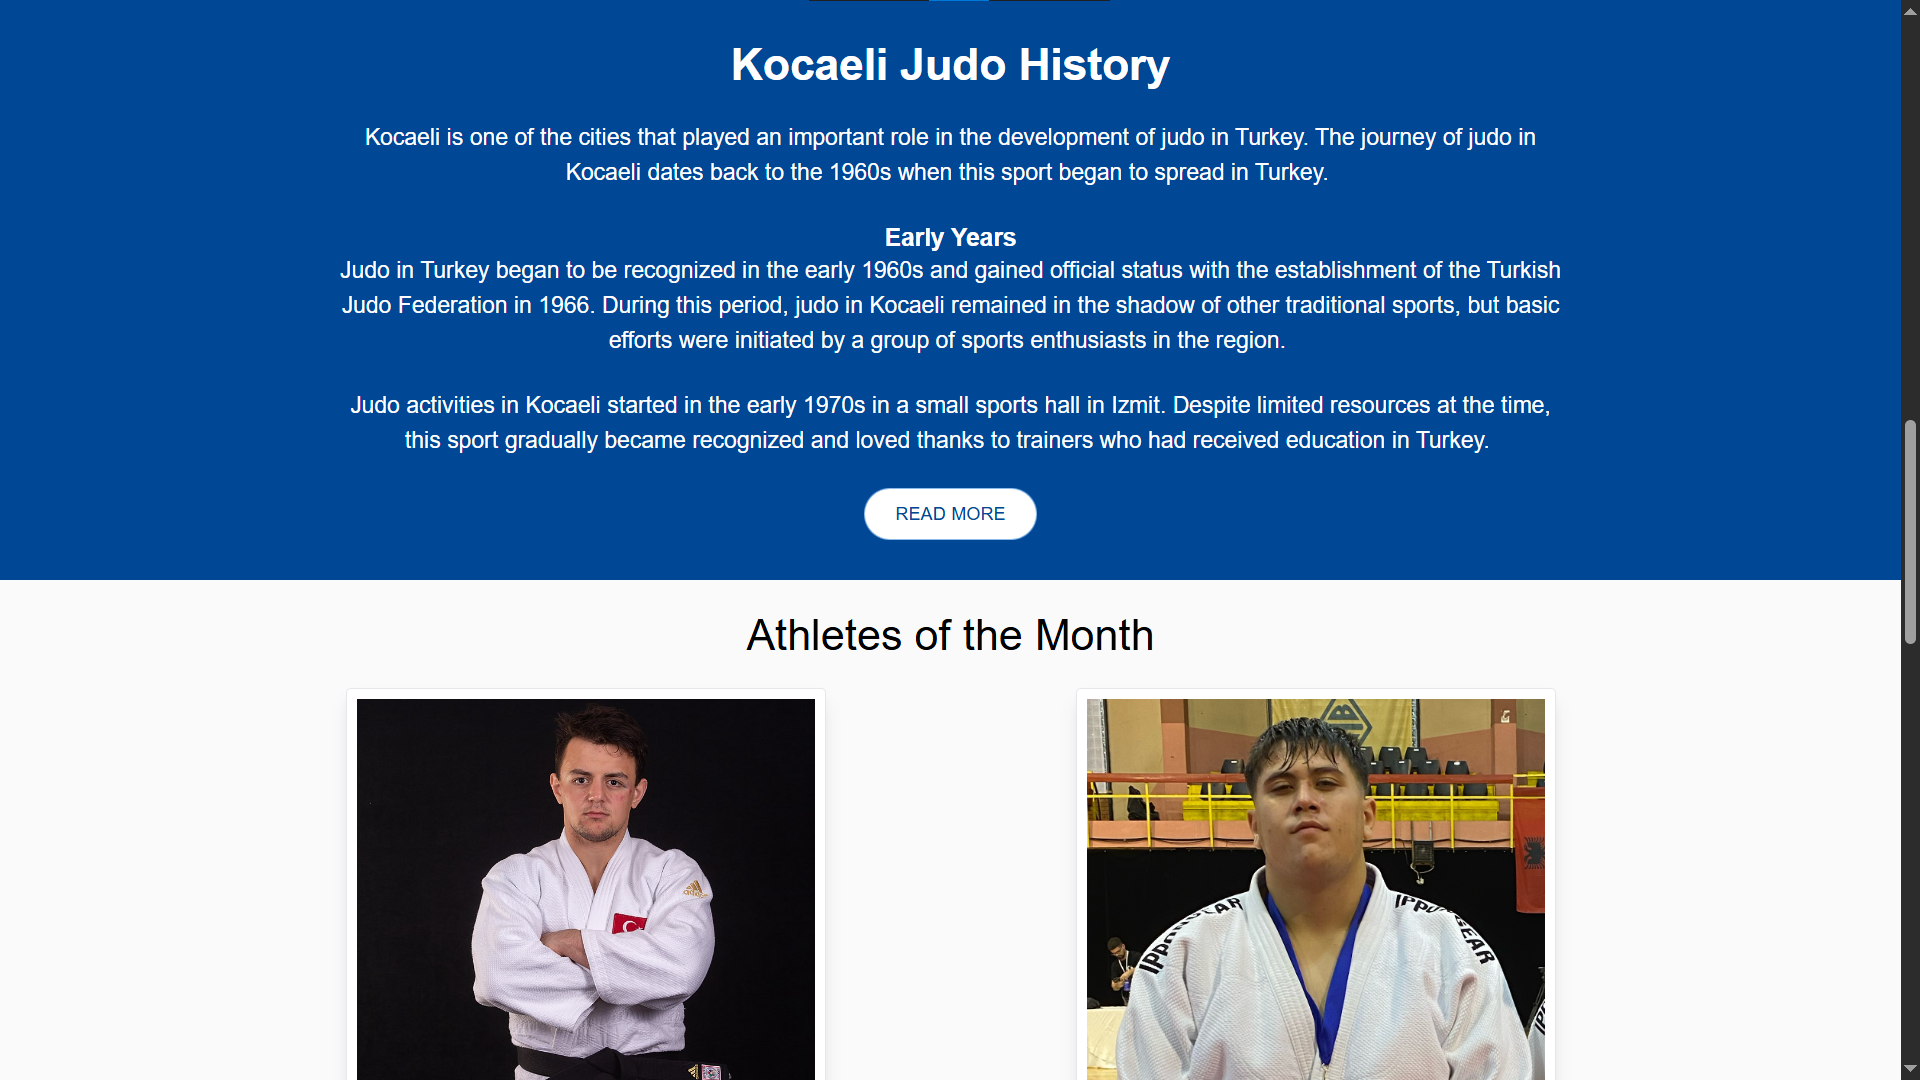 Kocaeli Judo History
Kocaeli is one of the cities that played an important role in the development of judo in Turkey. The journey of judo in
Kocaeli dates back to the 1960s when this sport began to spread in Turkey.
Early Years
Judo in Turkey began to be recognized in the early 1960s and gained official status with the establishment of the Turkish
Judo Federation in 1966. During this period, judo in Kocaeli remained in the shadow of other traditional sports, but basic
efforts were initiated by a group of sports enthusiasts in the region.
Judo activities in Kocaeli started in the early 1970s in a small sports hall in Izmit. Despite limited resources at the time,
this sport gradually became recognized and loved thanks to trainers who had received education in Turkey.
READ MORE
Athletes of the Month
adidas
IPPON GEAR
IPPON GEAR